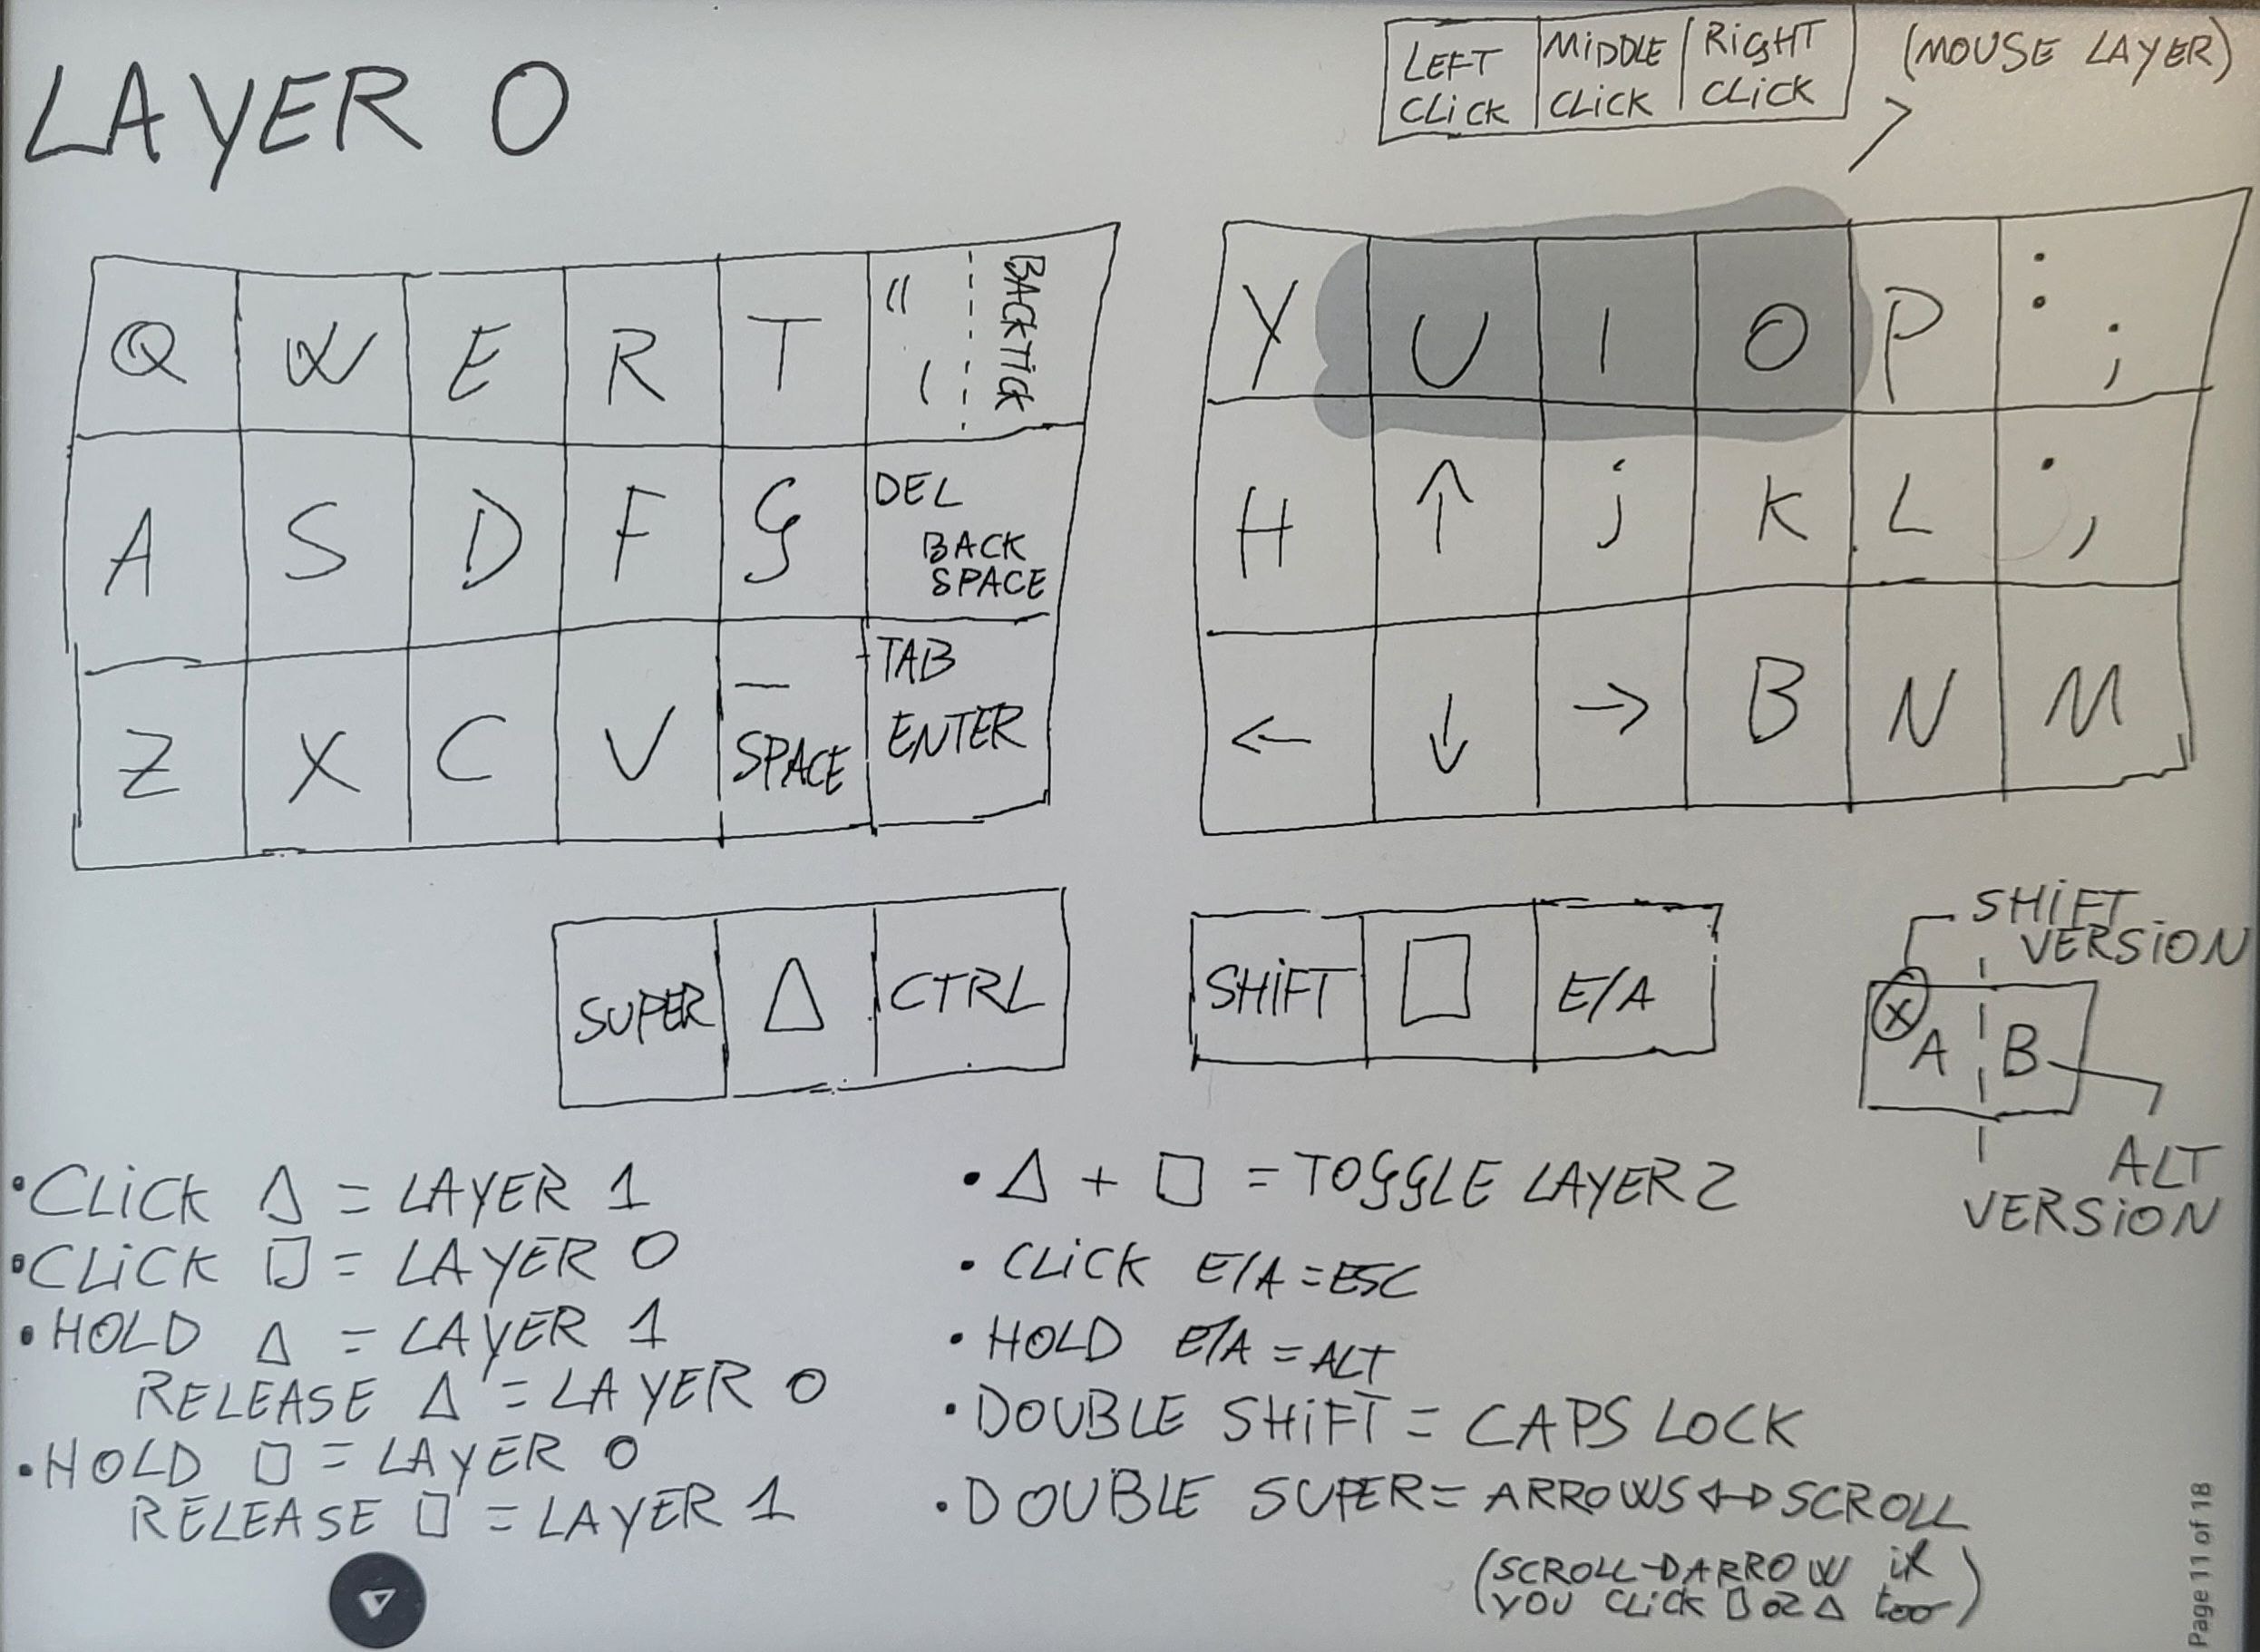 LAYER 0
LEFT CLICK
MIDDLE CLICK
RIGHT CLICK
(MOUSE LAYER)
Q W E R T " ' BACKTICK
A S D F G DEL BACK SPACE
Z X C V _ SPACE TAB ENTER
Y U I O P : ;
H ↑ j K L . ,
← ↓ → B N M
SUPER △ CTRL
SHIFT □ E/A
SHIFT
VERSION
X A B
ALT
VERSION
• CLICK △ = LAYER 1
• CLICK □ = LAYER 0
• HOLD △ = LAYER 1
RELEASE △ = LAYER 0
• HOLD □ = LAYER 0
RELEASE □ = LAYER 1
• △ + □ = TOGGLE LAYER 2
• CLICK E/A = ESC
• HOLD E/A = ALT
• DOUBLE SHIFT = CAPS LOCK
• DOUBLE SUPER = ARROWS ↔ SCROLL
(SCROLL → ARROW if
YOU CLICK □ OR △ too)
Page 11 of 18